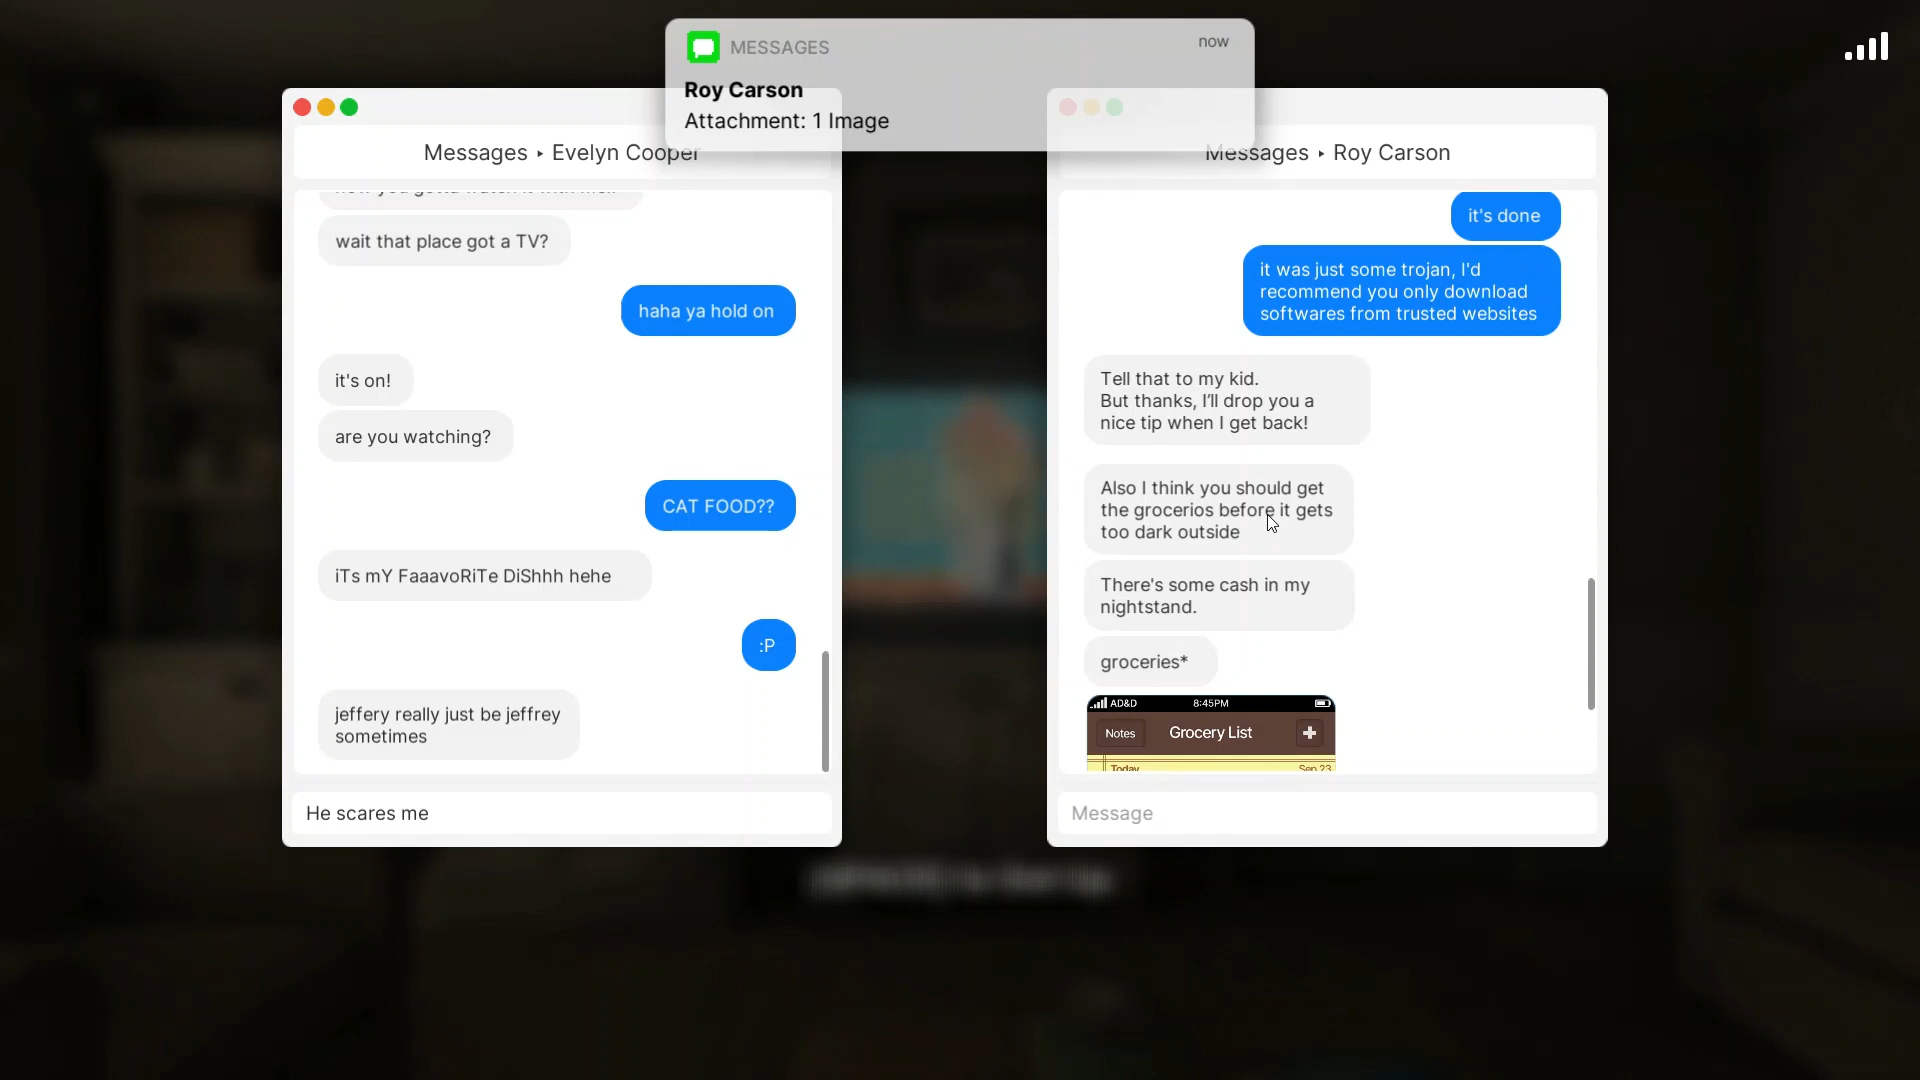 MESSAGES
now
Roy Carson
Attachment: 1 Image
Messages ‣ Evelyn Cooper
wait that place got a TV?
haha ya hold on
it's on!
are you watching?
CAT FOOD??
iTs mY FaaavoRiTe DiShhh hehe
:P
jeffery really just be jeffrey
sometimes
He scares me
Messages ‣ Roy Carson
it's done
it was just some trojan, I'd
recommend you only download
softwares from trusted websites
Tell that to my kid.
But thanks, I’ll drop you a
nice tip when I get back!
Also I think you should get
the grocerios before it gets
too dark outside
There's some cash in my
nightstand.
groceries*
AD&D
8:45PM
Notes
Grocery List
Today
Sep 23
Message